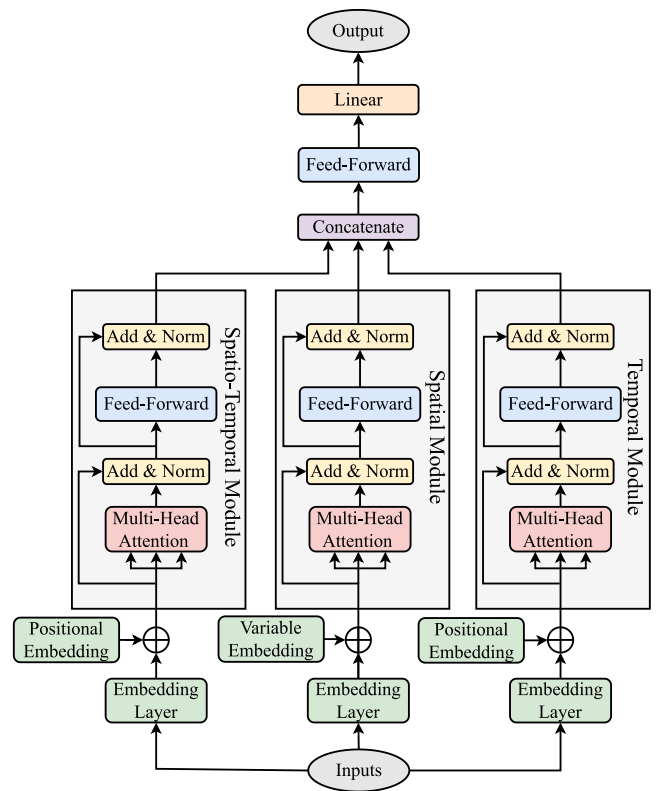 Output
Linear
Feed-Forward
Concatenate
Add & Norm
Feed-Forward
Add & Norm
Multi-Head
Attention
Spatio-Temporal Module
Add & Norm
Feed-Forward
Add & Norm
Multi-Head
Attention
Spatial Module
Add & Norm
Feed-Forward
Add & Norm
Multi-Head
Attention
Temporal Module
Positional
Embedding
Variable
Embedding
Positional
Embedding
Embedding
Layer
Embedding
Layer
Embedding
Layer
Inputs